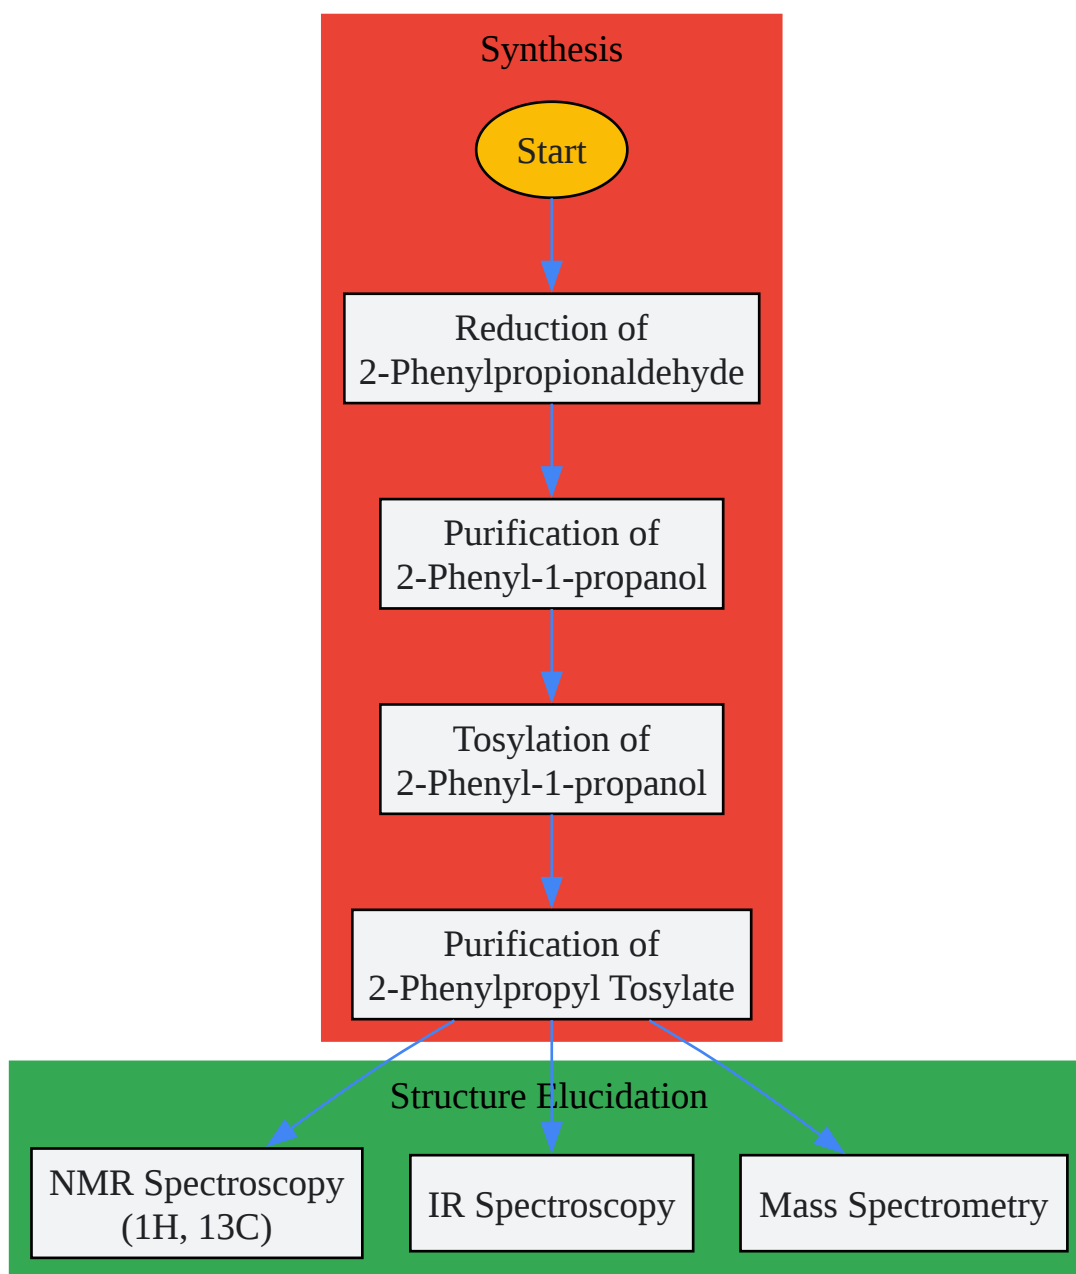 Synthesis
Start
Reduction of
2-Phenylpropionaldehyde
Purification of
2-Phenyl-1-propanol
Tosylation of
2-Phenyl-1-propanol
Purification of
2-Phenylpropyl Tosylate
Structure Elucidation
NMR Spectroscopy
(1H, 13C)
IR Spectroscopy
Mass Spectrometry